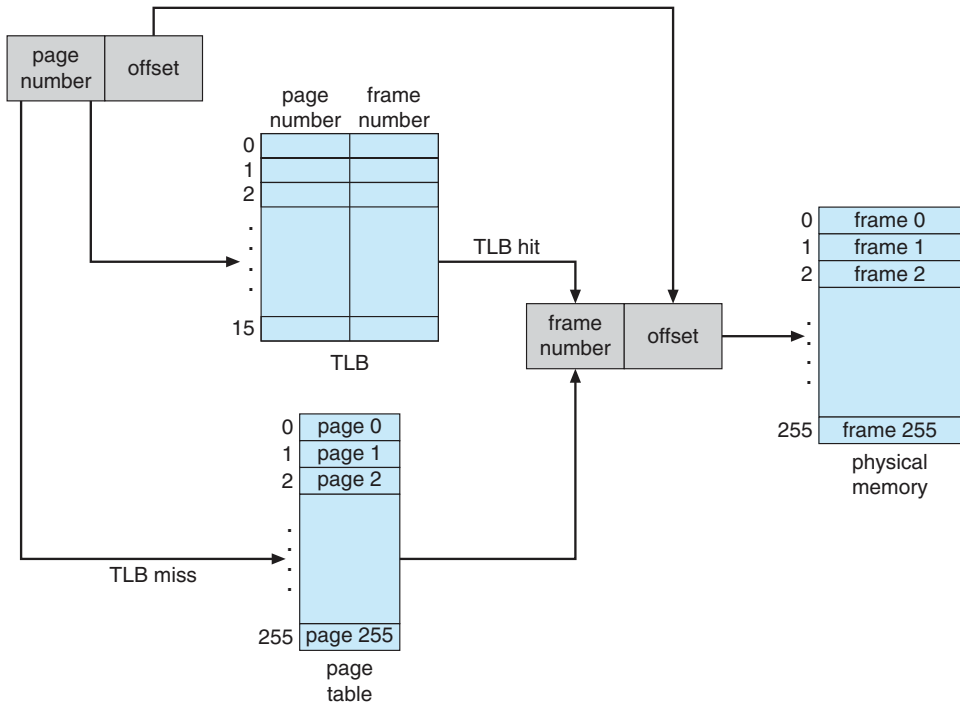 page
number
offset
page
number
frame
number
0
1
2
15
TLB
TLB hit
frame
number
offset
0 frame 0
1 frame 1
2 frame 2
255 frame 255
physical
memory
TLB miss
0 page 0
1 page 1
2 page 2
255 page 255
page
table